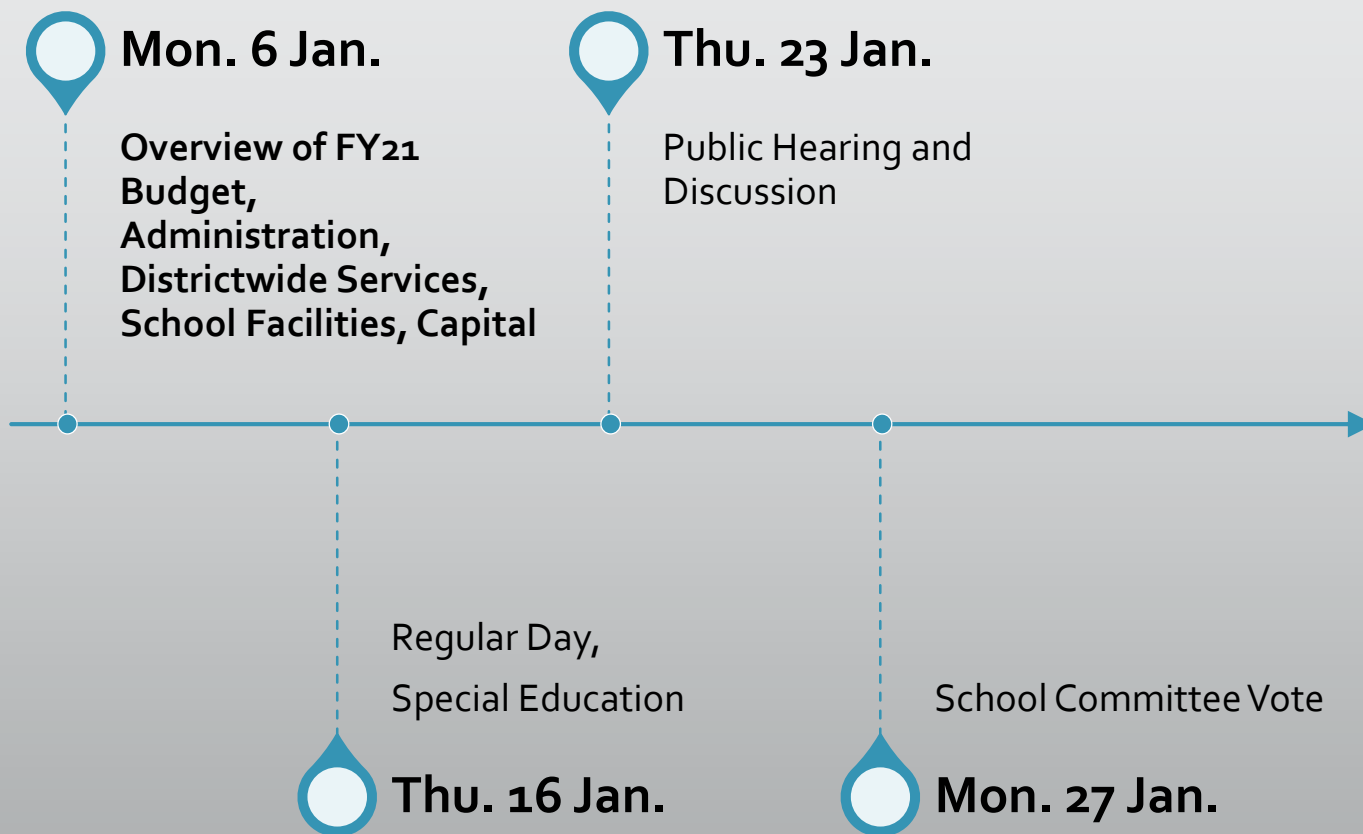 Mon. 6 Jan.
Overview of FY21
Budget,
Administration,
Districtwide Services,
School Facilities, Capital
Thu. 23 Jan.
Public Hearing and
Discussion
Regular Day,
Special Education
Thu. 16 Jan.
School Committee Vote
Mon. 27 Jan.